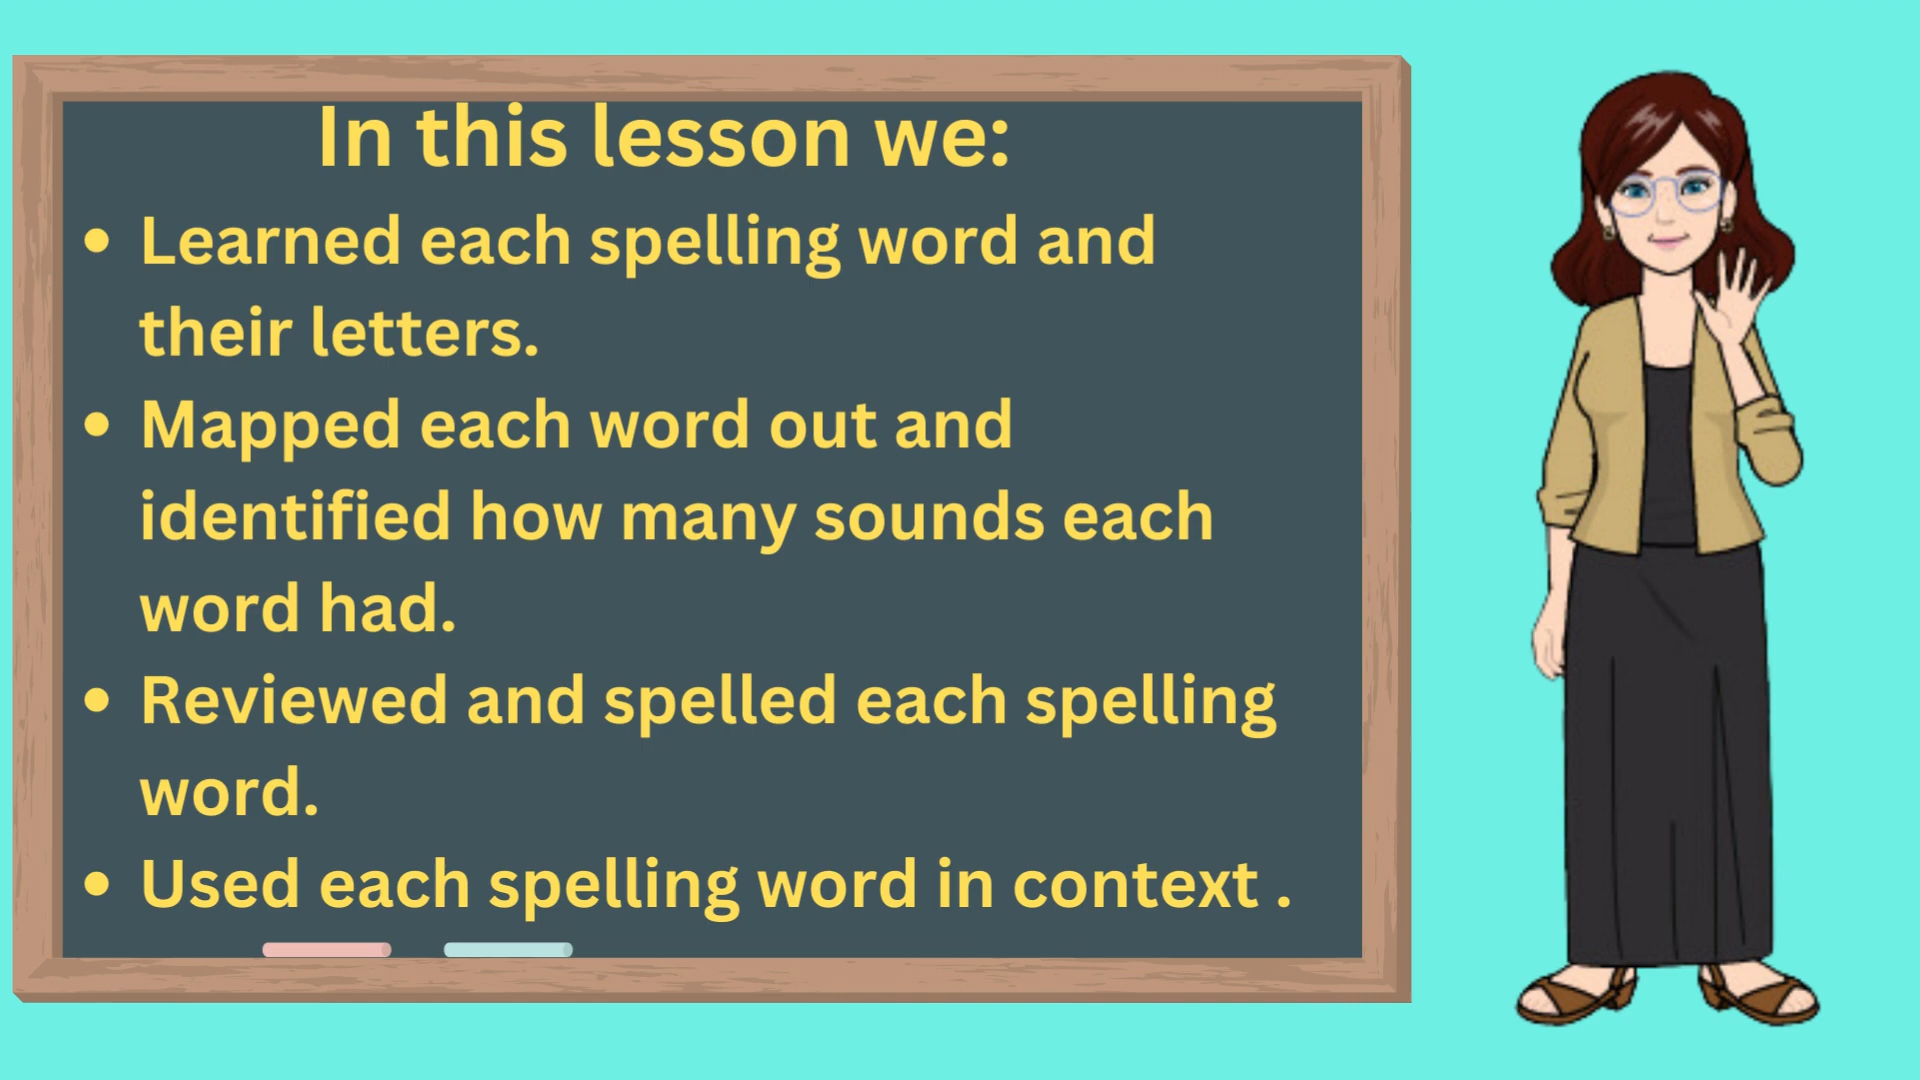 In this lesson we:
• Learned each spelling word and
their letters.
• Mapped each word out and
identified how many sounds each
word had.
• Reviewed and spelled each spelling
word.
• Used each spelling word in context .